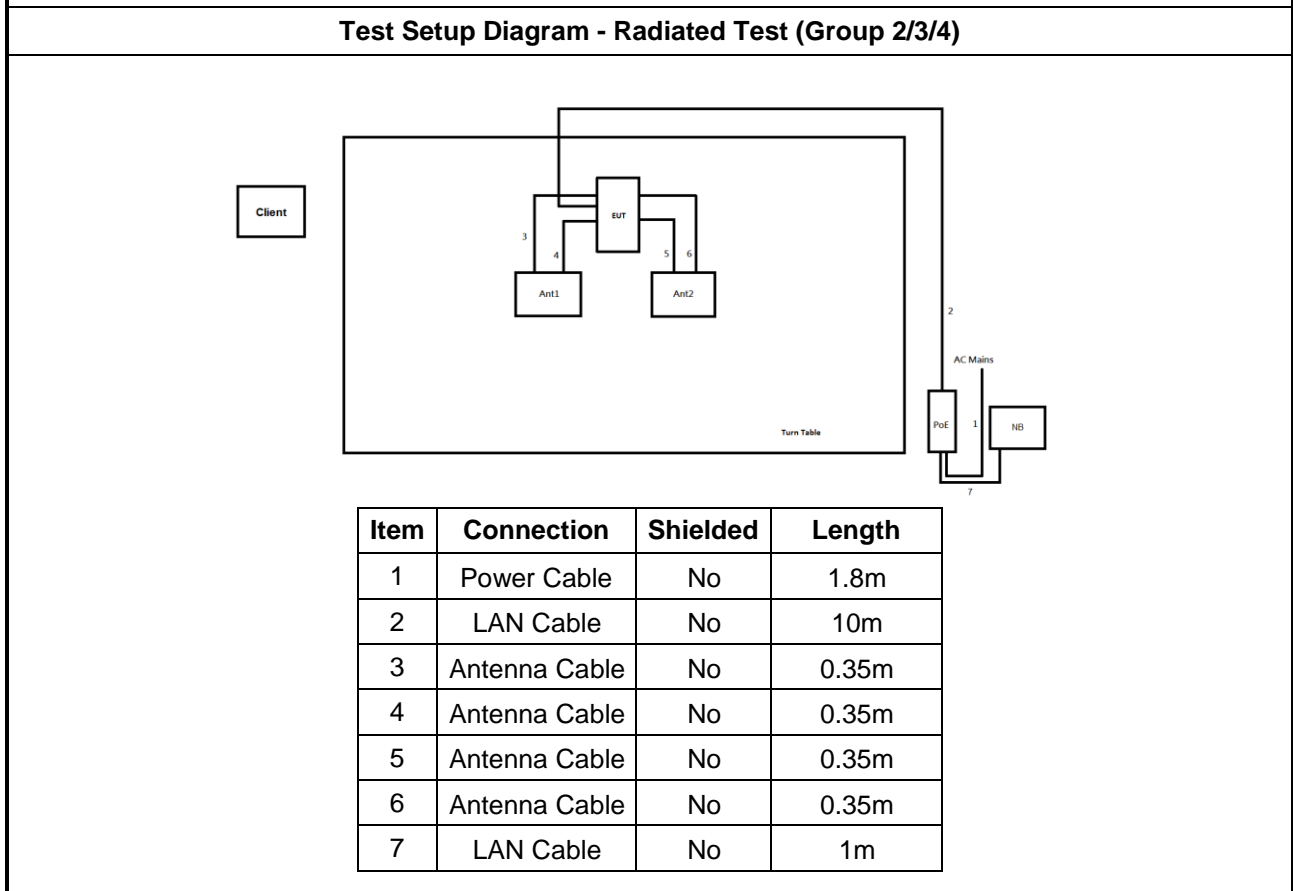 Test Setup Diagram - Radiated Test (Group 2/3/4)
Client
EUT
3
4
5
6
Ant1
Ant2
2
AC Mains
PoE
1
NB
Turn Table
7
Item Connection Shielded Length
1 Power Cable No 1.8m
2 LAN Cable No 10m
3 Antenna Cable No 0.35m
4 Antenna Cable No 0.35m
5 Antenna Cable No 0.35m
6 Antenna Cable No 0.35m
7 LAN Cable No 1m